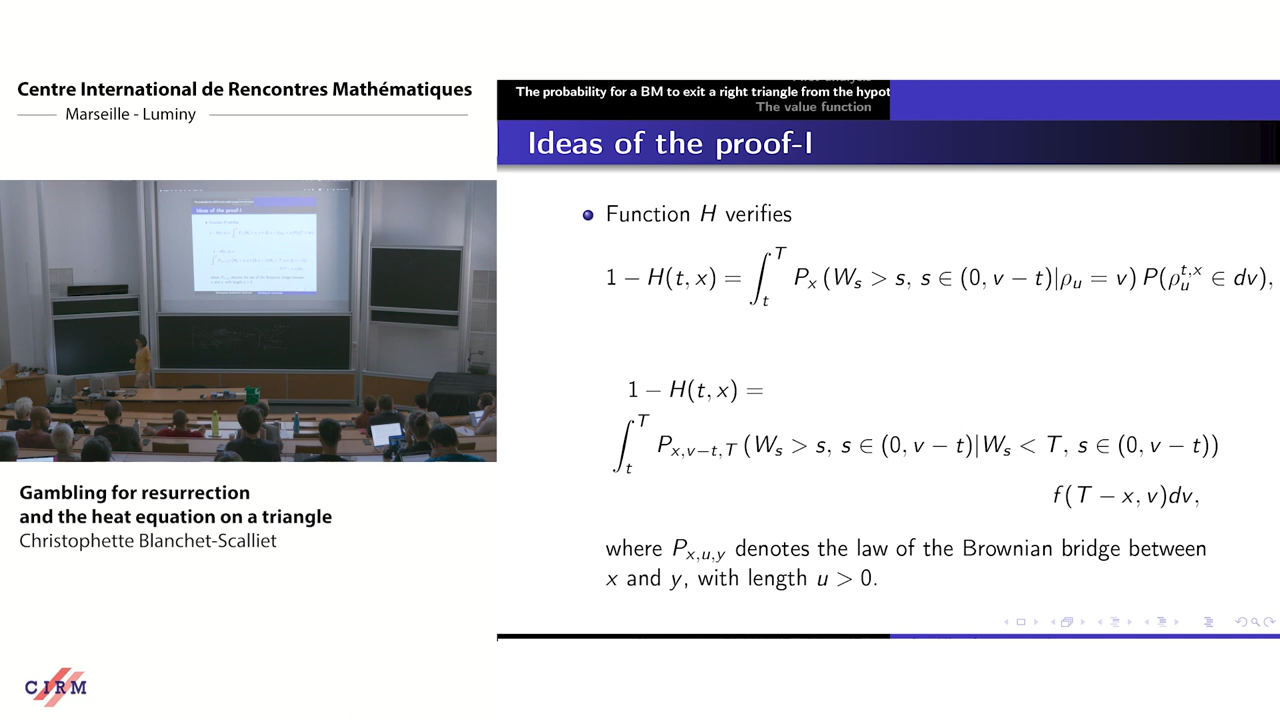 Centre International de Rencontres Mathématiques
Marseille - Luminy
The probability for a BM to exit a right triangle from the hypot
The value function
Ideas of the proof-I
Function H verifies
1 − H(t, x) = ∫_t^T P_x (W_s > s, s ∈ (0, v − t)|ρ_u = v) P(ρ_u^{t,x} ∈ dv),
1 − H(t, x) =
∫_t^T P_{x,v−t,T} (W_s > s, s ∈ (0, v − t)|W_s < T, s ∈ (0, v − t))
f(T − x, v)dv,
where P_{x,u,y} denotes the law of the Brownian bridge between
x and y, with length u > 0.
Gambling for resurrection
and the heat equation on a triangle
Christophette Blanchet-Scalliet
CIRM